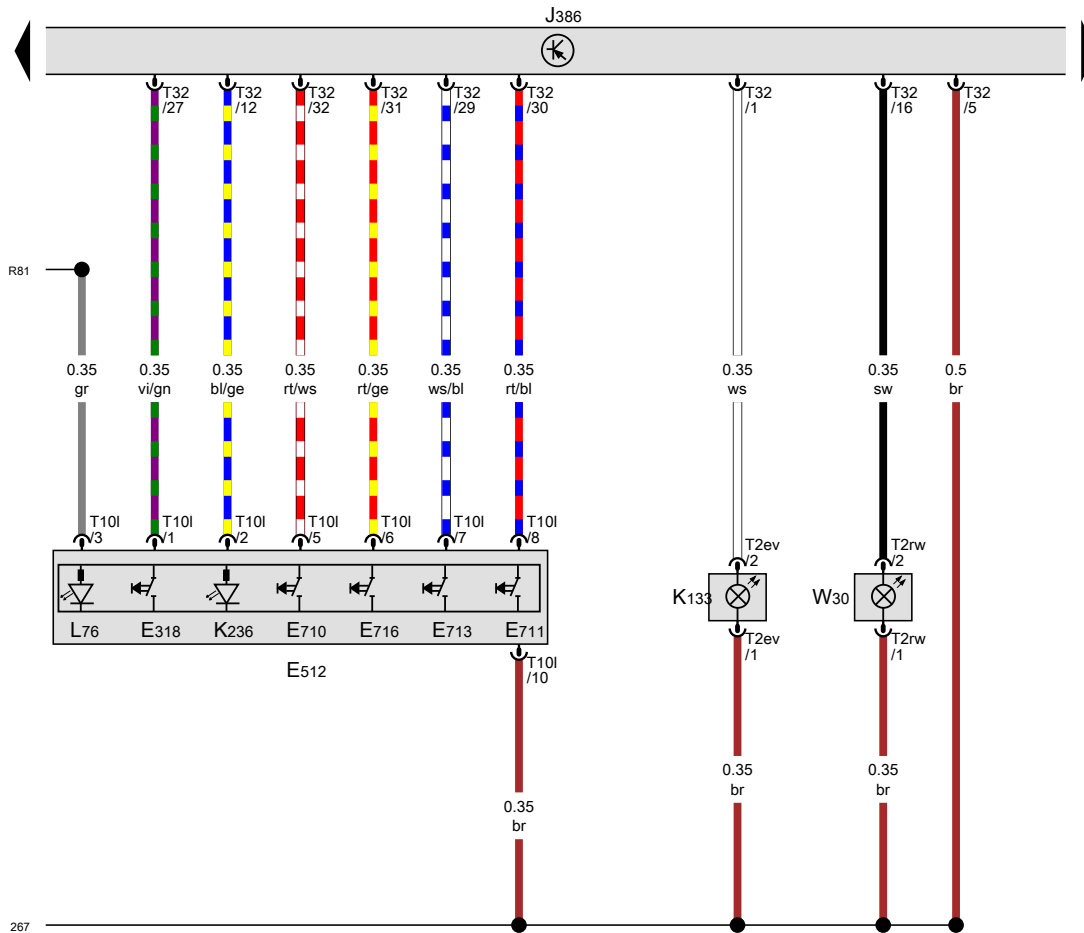 J386
T32 T32 T32 T32 T32 T32 T32 T32 T32
/27 /12 /32 /31 /29 /30 /1 /16 /5
R81
0.35 0.35 0.35 0.35 0.35 0.35 0.35 0.35 0.35 0.5
gr vi/gn bl/ge rt/ws rt/ge ws/bl rt/bl ws sw br
T10l T10l T10l T10l T10l T10l T10l
/3 /1 /2 /5 /6 /7 /8
T2ev T2rw
/2 /2
K133 W30
L76 E318 K236 E710 E716 E713 E711
T2ev T2rw
/1 /1
E512
T10l
/10
0.35 0.35
br br
0.35
br
267